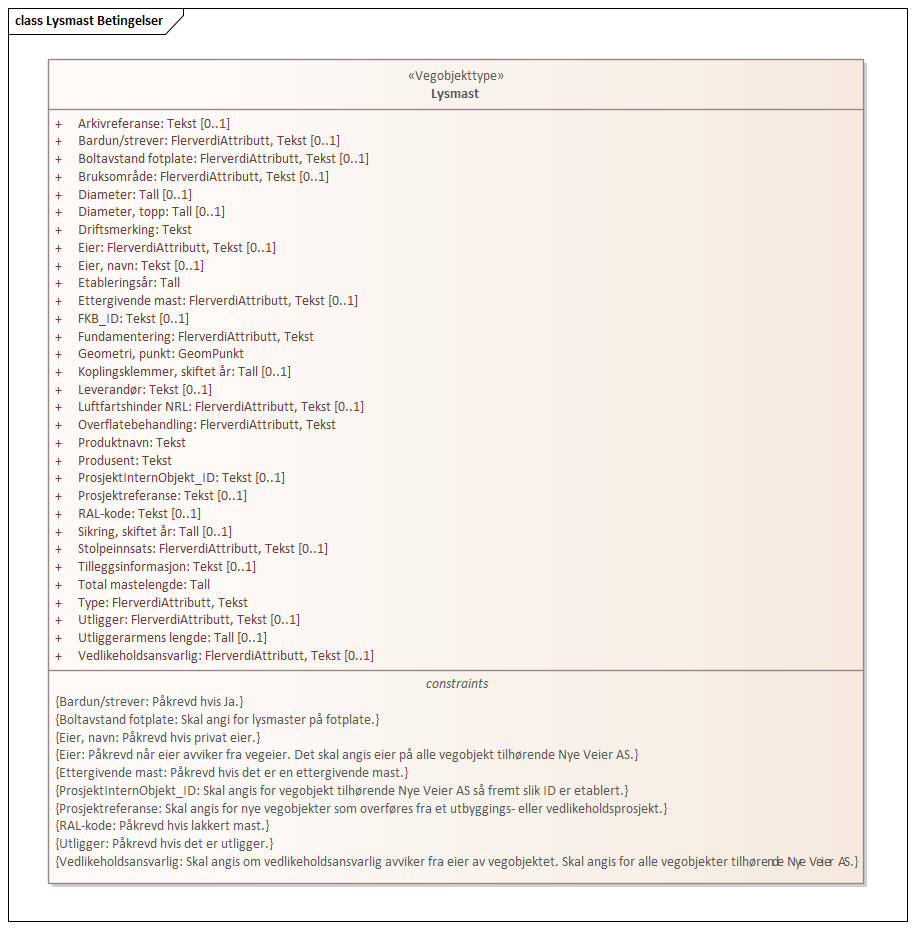 class Lysmast Betingelser
«Vegobjekttype»
Lysmast
+ Arkivreferanse: Tekst [0..1]
+ Bardun/strever: FlerverdiAttributt, Tekst [0..1]
+ Boltavstand fotplate: FlerverdiAttributt, Tekst [0..1]
+ Bruksområde: FlerverdiAttributt, Tekst [0..1]
+ Diameter: Tall [0..1]
+ Diameter, topp: Tall [0..1]
+ Driftsmerking: Tekst
+ Eier: FlerverdiAttributt, Tekst [0..1]
+ Eier, navn: Tekst [0..1]
+ Etableringsår: Tall
+ Ettergivende mast: FlerverdiAttributt, Tekst [0..1]
+ FKB_ID: Tekst [0..1]
+ Fundamentering: FlerverdiAttributt, Tekst
+ Geometri, punkt: GeomPunkt
+ Koplingsklemmer, skiftet år: Tall [0..1]
+ Leverandør: Tekst [0..1]
+ Luftfartshinder NRL: FlerverdiAttributt, Tekst [0..1]
+ Overflatebehandling: FlerverdiAttributt, Tekst
+ Produktnavn: Tekst
+ Produsent: Tekst
+ ProsjektInternObjekt_ID: Tekst [0..1]
+ Prosjektreferanse: Tekst [0..1]
+ RAL-kode: Tekst [0..1]
+ Sikring, skiftet år: Tall [0..1]
+ Stolpeinnsats: FlerverdiAttributt, Tekst [0..1]
+ Tilleggsinformasjon: Tekst [0..1]
+ Total mastelengde: Tall
+ Type: FlerverdiAttributt, Tekst
+ Utligger: FlerverdiAttributt, Tekst [0..1]
+ Utliggerarmens lengde: Tall [0..1]
+ Vedlikeholdsansvarlig: FlerverdiAttributt, Tekst [0..1]
constraints
{Bardun/strever: Påkrevd hvis Ja.}
{Boltavstand fotplate: Skal angi for lysmaster på fotplate.}
{Eier, navn: Påkrevd hvis privat eier.}
{Eier: Påkrevd når eier avviker fra vegeier. Det skal angis eier på alle vegobjekt tilhørende Nye Veier AS.}
{Ettergivende mast: Påkrevd hvis det er en ettergivende mast.}
{ProsjektInternObjekt_ID: Skal angis for vegobjekt tilhørende Nye Veier AS så fremt slik ID er etablert.}
{Prosjektreferanse: Skal angis for nye vegobjekter som overføres fra et utbyggings- eller vedlikeholdsprosjekt.}
{RAL-kode: Påkrevd hvis lakkert mast.}
{Utligger: Påkrevd hvis det er utligger.}
{Vedlikeholdsansvarlig: Skal angis om vedlikeholdsansvarlig avviker fra eier av vegobjektet. Skal angis for alle vegobjekter tilhørende Nye Veier AS.}